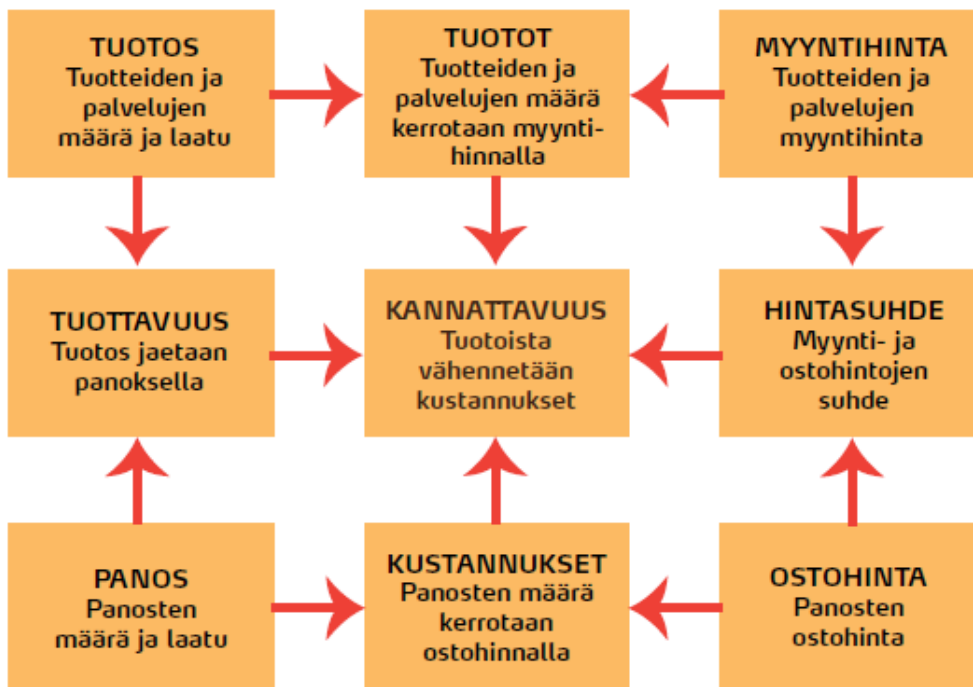 TUOTOS
Tuotteiden ja
palvelujen
määrä ja laatu
TUOTOT
Tuotteiden ja
palvelujen määrä
kerrotaan myynti-
hinnalla
MYYNTIHINTA
Tuotteiden ja
palvelujen
myyntihinta
TUOTTAVUUS
Tuotos jaetaan
panoksella
KANNATTAVUUS
Tuotoista
vähennetään
kustannukset
HINTASUHDE
Myynti- ja
ostohintojen
suhde
PANOS
Panosten
määrä ja laatu
KUSTANNUKSET
Panosten määrä
kerrotaan
ostohinnalla
OSTOHINTA
Panosten
ostohinta